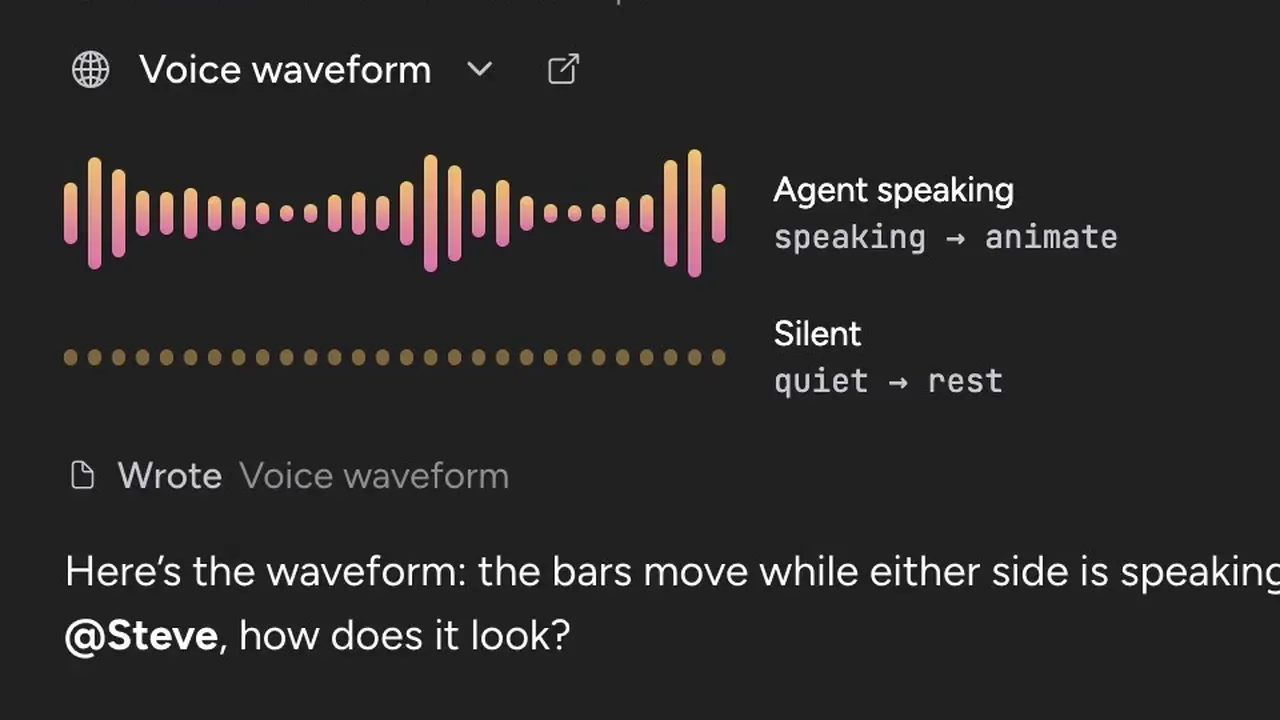 Voice waveform
Agent speaking
speaking → animate
Silent
quiet → rest
Wrote Voice waveform
Here’s the waveform: the bars move while either side is speaking
@Steve, how does it look?